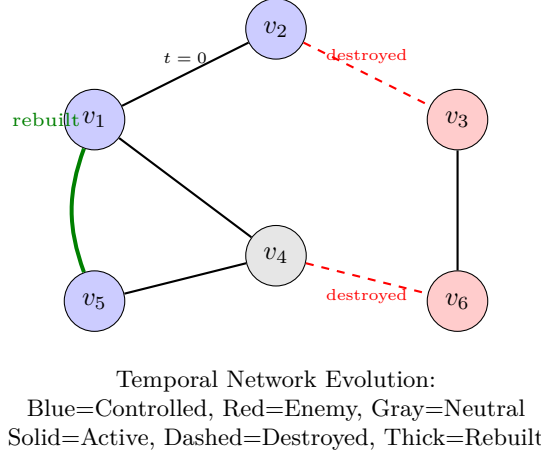 v2
t = 0
destroyed
rebuilt
v1
v3
v4
destroyed
v5
v6
Temporal Network Evolution:
Blue=Controlled, Red=Enemy, Gray=Neutral
Solid=Active, Dashed=Destroyed, Thick=Rebuilt